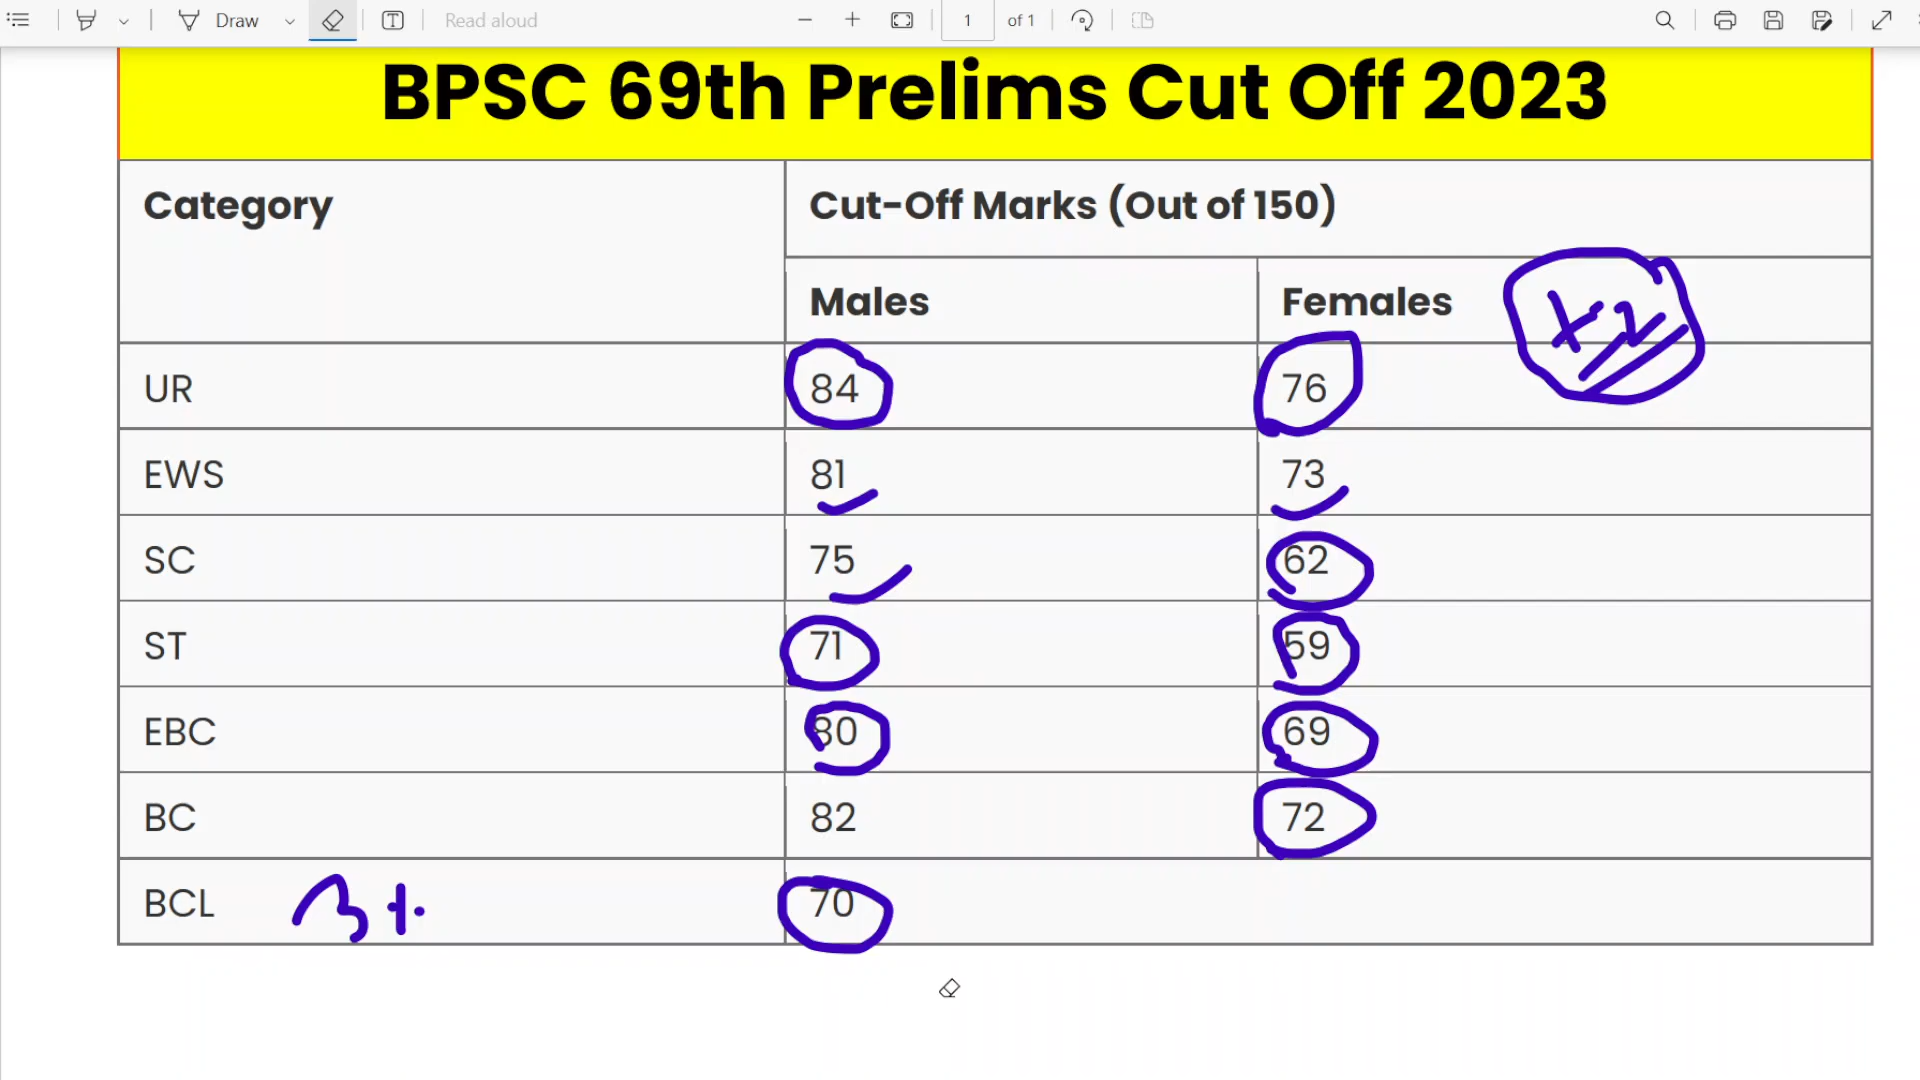 Draw Read aloud 1 of 1
BPSC 69th Prelims Cut Off 2023
Category Cut-Off Marks (Out of 150)
Males Females
UR 84 76
EWS 81 73
SC 75 62
ST 71 59
EBC 80 69
BC 82 72
BCL 70